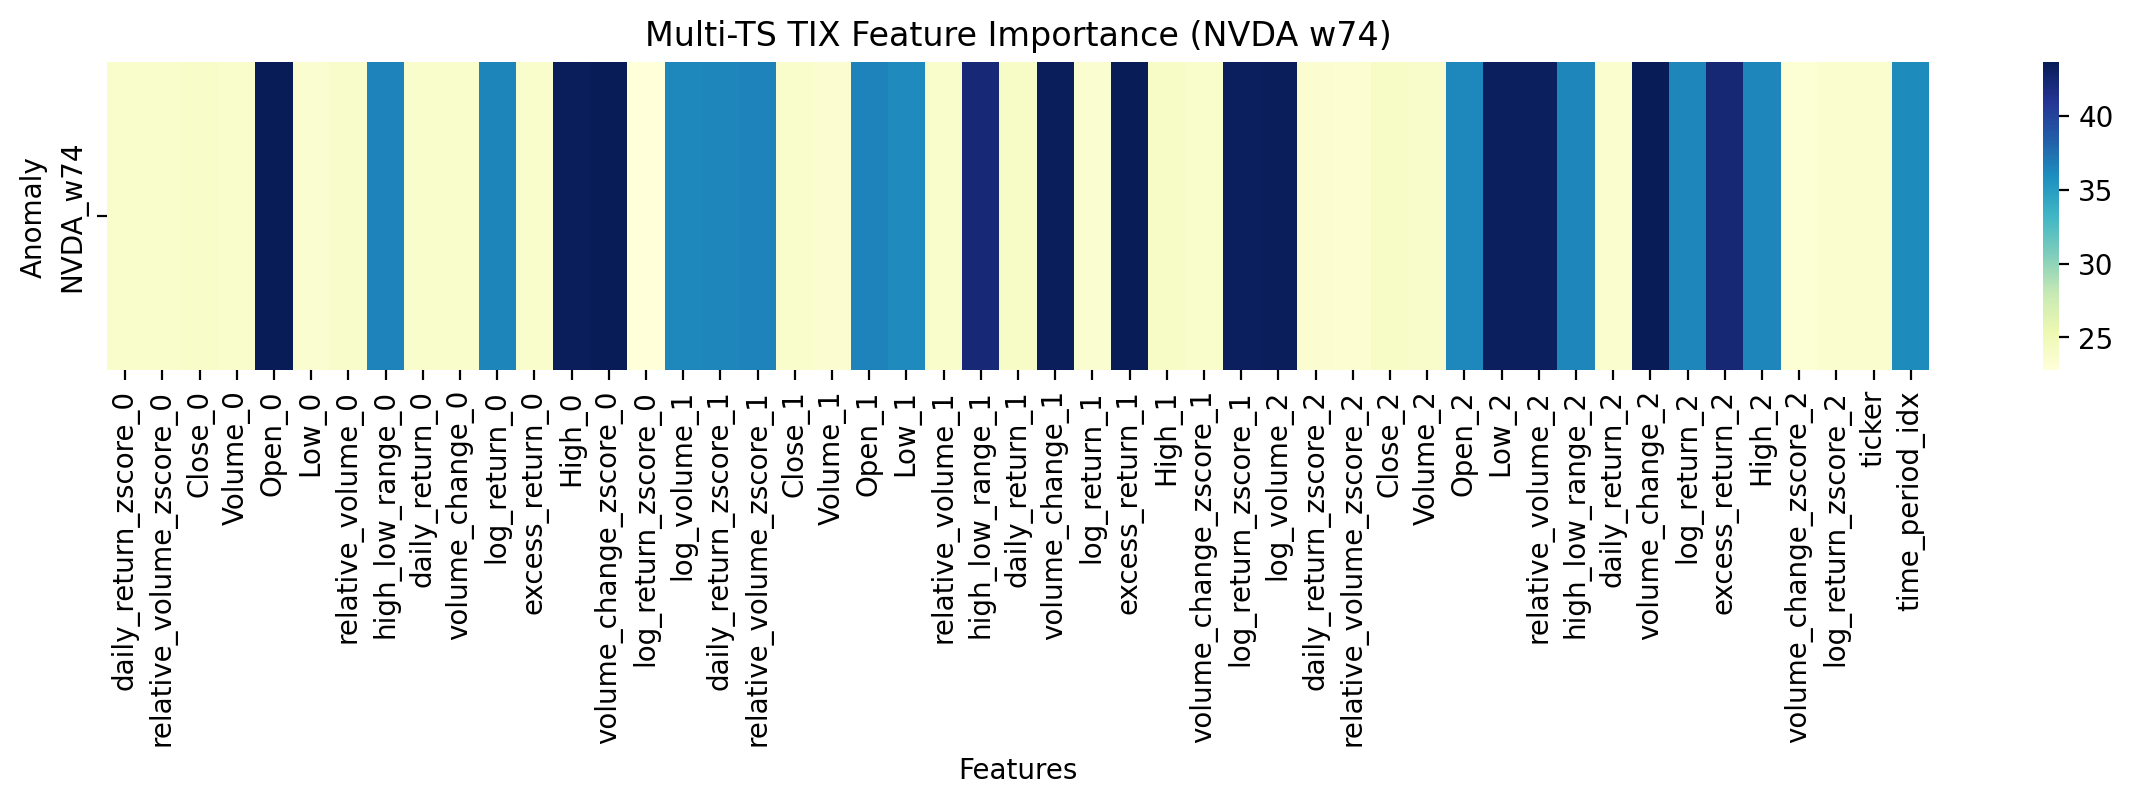 Multi-TS TIX Feature Importance (NVDA w74)
Anomaly
NVDA_w74
40
35
30
25
daily_return_zscore_0
relative_volume_zscore_0
Close_0
Volume_0
Open_0
Low_0
relative_volume_0
high_low_range_0
daily_return_0
volume_change_0
log_return_0
excess_return_0
High_0
volume_change_zscore_0
log_return_zscore_0
log_volume_1
daily_return_zscore_1
relative_volume_zscore_1
Close_1
Volume_1
Open_1
Low_1
relative_volume_1
high_low_range_1
daily_return_1
volume_change_1
log_return_1
excess_return_1
High_1
volume_change_zscore_1
log_return_zscore_1
log_volume_2
daily_return_zscore_2
relative_volume_zscore_2
Close_2
Volume_2
Open_2
Low_2
relative_volume_2
high_low_range_2
daily_return_2
volume_change_2
log_return_2
excess_return_2
High_2
volume_change_zscore_2
log_return_zscore_2
ticker
time_period_idx
Features